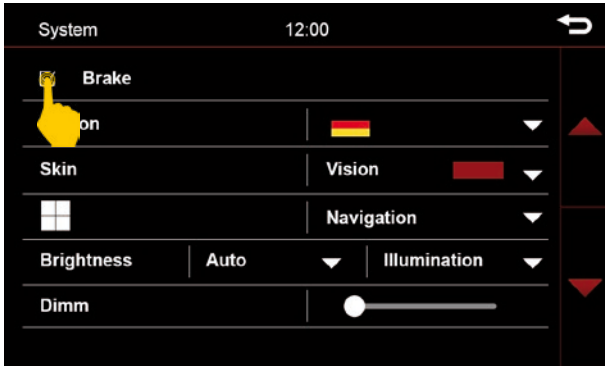 System 12:00
Brake
on
Skin Vision
Navigation
Brightness Auto Illumination
Dimm